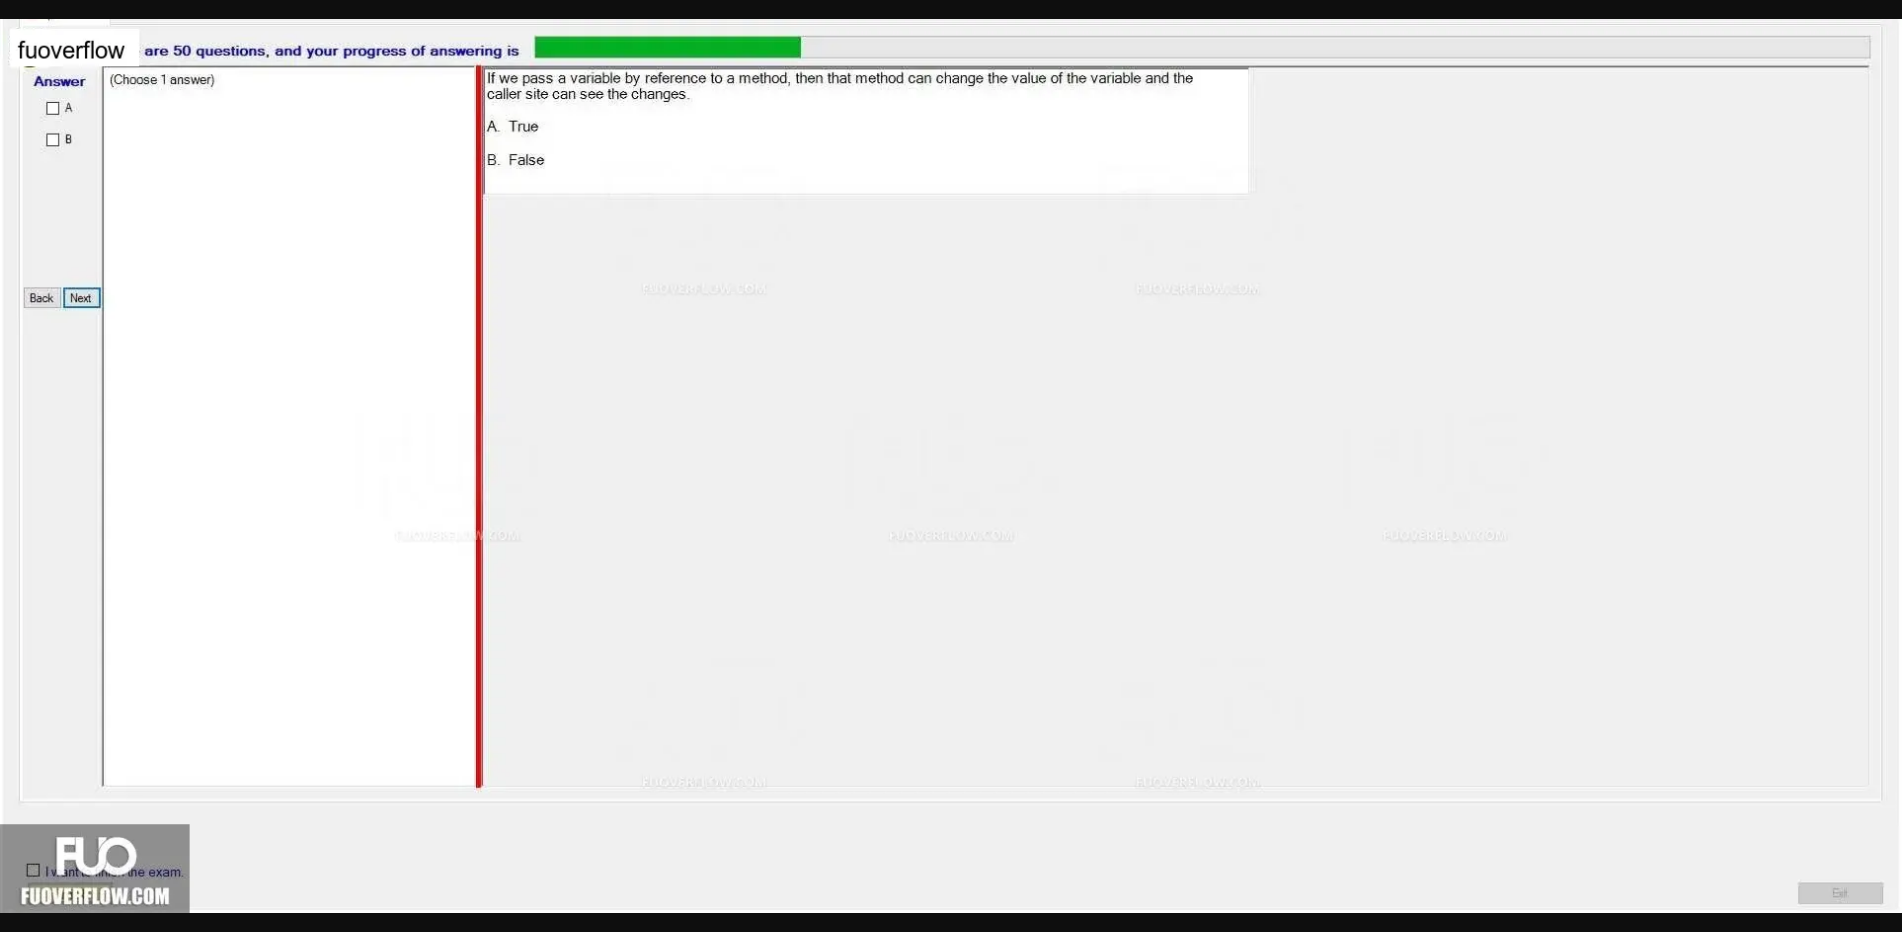 fuoverflow are 50 questions, and your progress of answering is
Answer
(Choose 1 answer)
A
B
Back Next
If we pass a variable by reference to a method, then that method can change the value of the variable and the
caller site can see the changes.
A. True
B. False
FUOVERFLOW.COM FUOVERFLOW.COM
FUOVERFLOW.COM FUOVERFLOW.COM FUOVERFLOW.COM
FUOVERFLOW.COM FUOVERFLOW.COM
FUO
I want to finish the exam.
FUOVERFLOW.COM
Exit